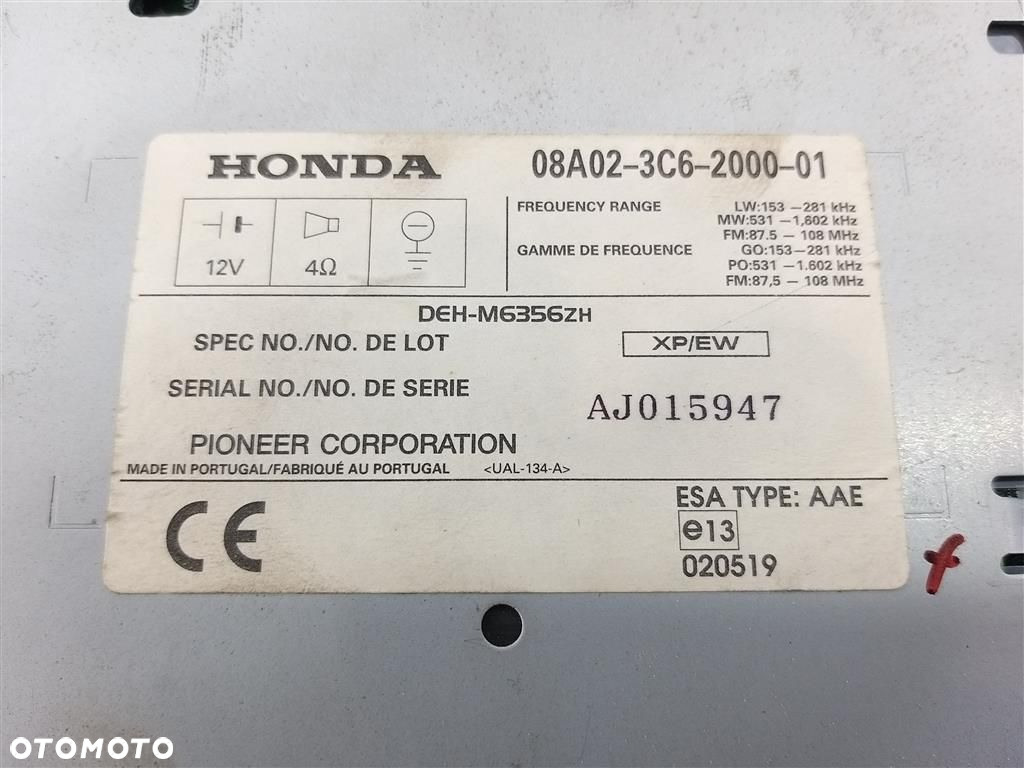 HONDA
08A02-3C6-2000-01
12V
4Ω
FREQUENCY RANGE
LW:153 – 281 kHz
MW:531 – 1,602 kHz
FM:87.5 – 108 MHz
GAMME DE FREQUENCE
GO:153 – 281 kHz
PO:531 – 1.602 kHz
FM:87,5 – 108 MHz
DEH-M6356ZH
SPEC NO./NO. DE LOT
XP/EW
SERIAL NO./NO. DE SERIE
AJ015947
PIONEER CORPORATION
MADE IN PORTUGAL/FABRIQUÉ AU PORTUGAL <UAL-134-A>
CE
ESA TYPE: AAE
e13
020519
f
OTOMOTO